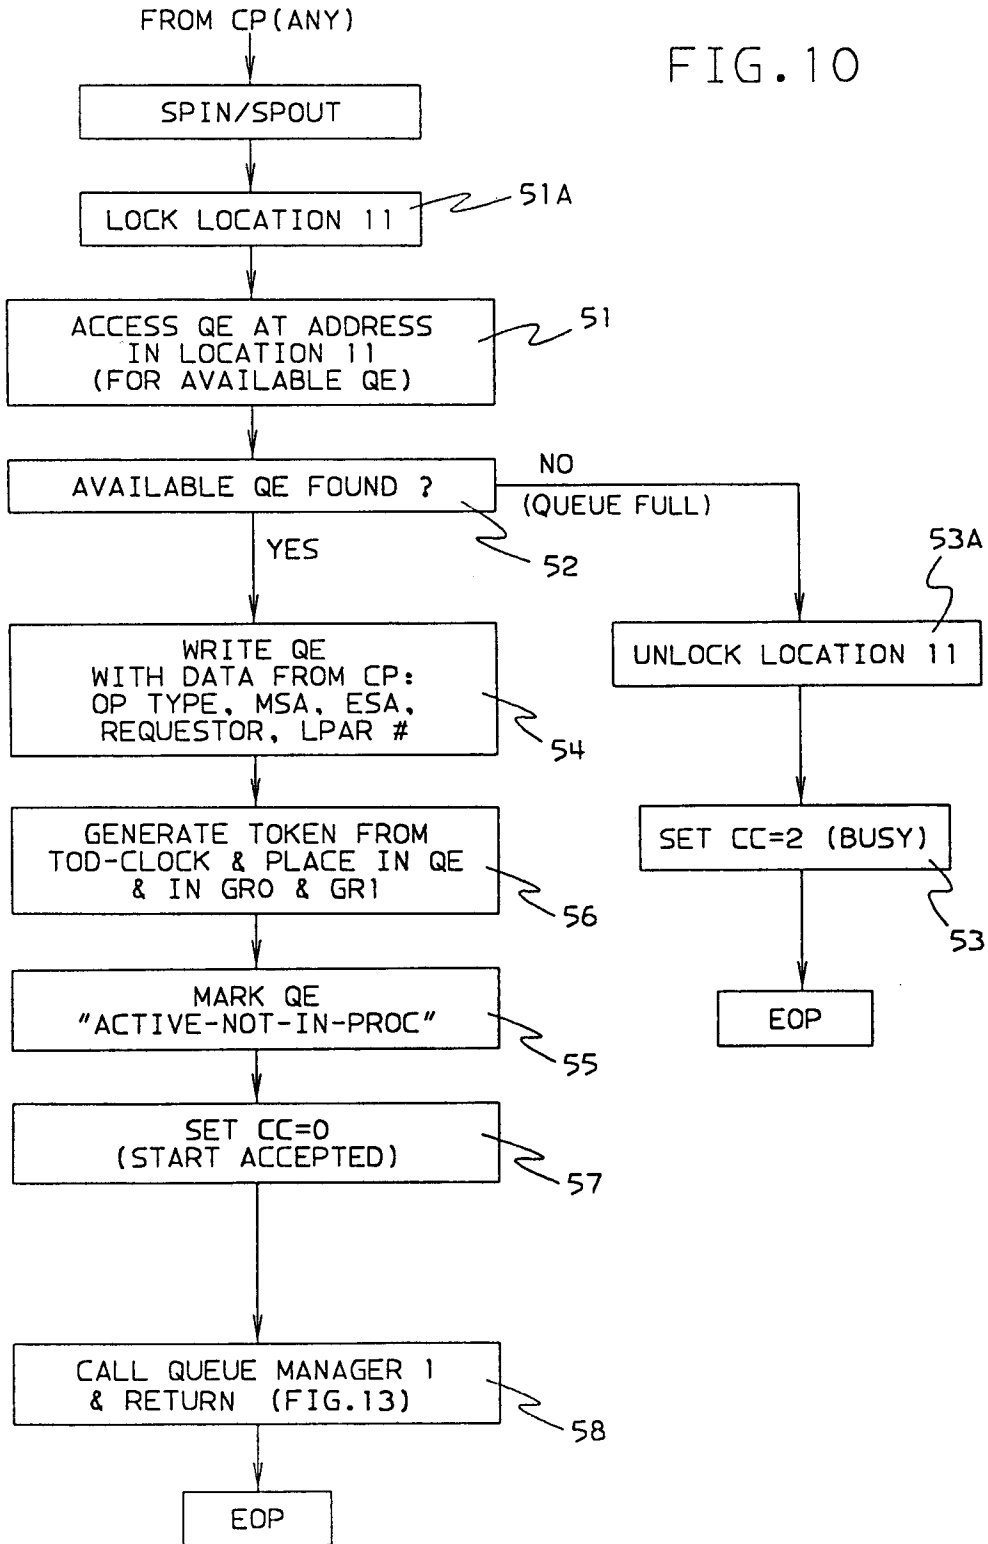 FROM CP(ANY)
FIG.10
SPIN/SPOUT
LOCK LOCATION 11
51A
ACCESS QE AT ADDRESS
IN LOCATION 11
(FOR AVAILABLE QE)
51
AVAILABLE QE FOUND ?
NO
(QUEUE FULL)
52
YES
53A
UNLOCK LOCATION 11
WRITE QE
WITH DATA FROM CP:
OP TYPE, MSA, ESA,
REQUESTOR, LPAR #
54
SET CC=2 (BUSY)
53
GENERATE TOKEN FROM
TOD-CLOCK & PLACE IN QE
& IN GR0 & GR1
56
EOP
MARK QE
"ACTIVE-NOT-IN-PROC"
55
SET CC=0
(START ACCEPTED)
57
CALL QUEUE MANAGER 1
& RETURN (FIG.13)
58
EOP